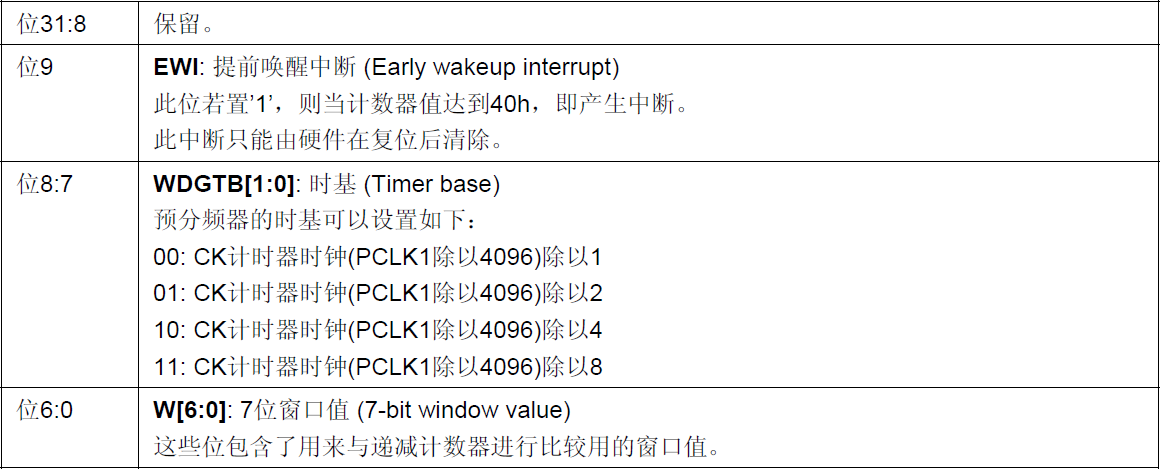 位31:8 保留。
位9 EWI: 提前唤醒中断 (Early wakeup interrupt)
此位若置'1'，则当计数器值达到40h，即产生中断。
此中断只能由硬件在复位后清除。
位8:7 WDGTB[1:0]: 时基 (Timer base)
预分频器的时基可以设置如下：
00: CK计时器时钟(PCLK1除以4096)除以1
01: CK计时器时钟(PCLK1除以4096)除以2
10: CK计时器时钟(PCLK1除以4096)除以4
11: CK计时器时钟(PCLK1除以4096)除以8
位6:0 W[6:0]: 7位窗口值 (7-bit window value)
这些位包含了用来与递减计数器进行比较用的窗口值。